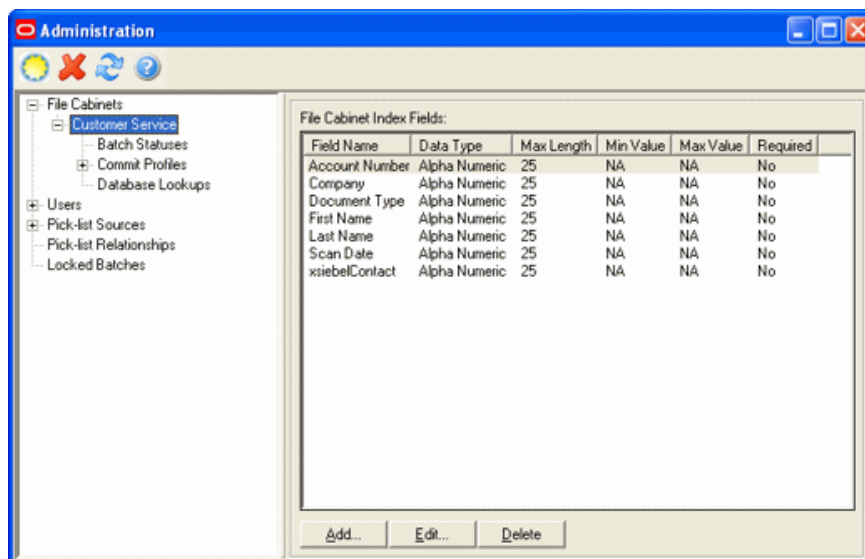 Administration
File Cabinets
Customer Service
Batch Statuses
Commit Profiles
Database Lookups
Users
Pick-list Sources
Pick-list Relationships
Locked Batches
File Cabinet Index Fields:
Field Name Data Type Max Length Min Value Max Value Required
Account Number Alpha Numeric 25 NA NA No
Company Alpha Numeric 25 NA NA No
Document Type Alpha Numeric 25 NA NA No
First Name Alpha Numeric 25 NA NA No
Last Name Alpha Numeric 25 NA NA No
Scan Date Alpha Numeric 25 NA NA No
xsiebelContact Alpha Numeric 25 NA NA No
Add... Edit... Delete